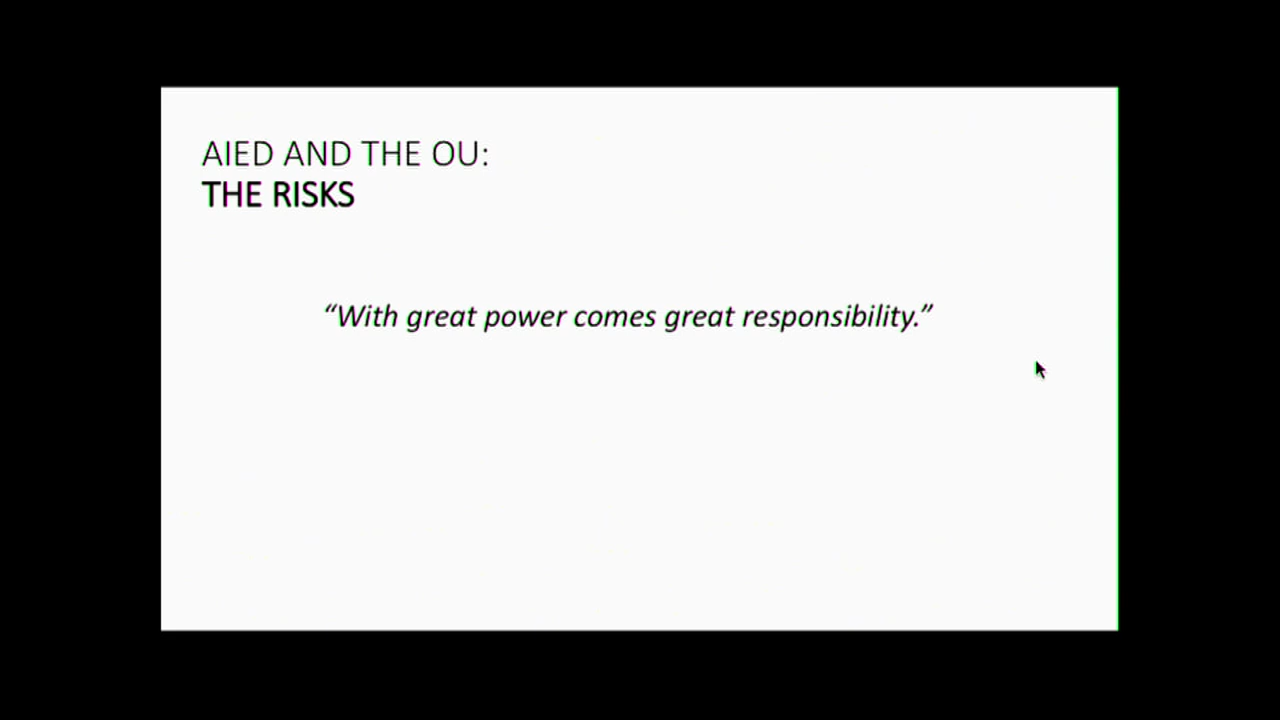 AIED AND THE OU:
THE RISKS
“With great power comes great responsibility.”